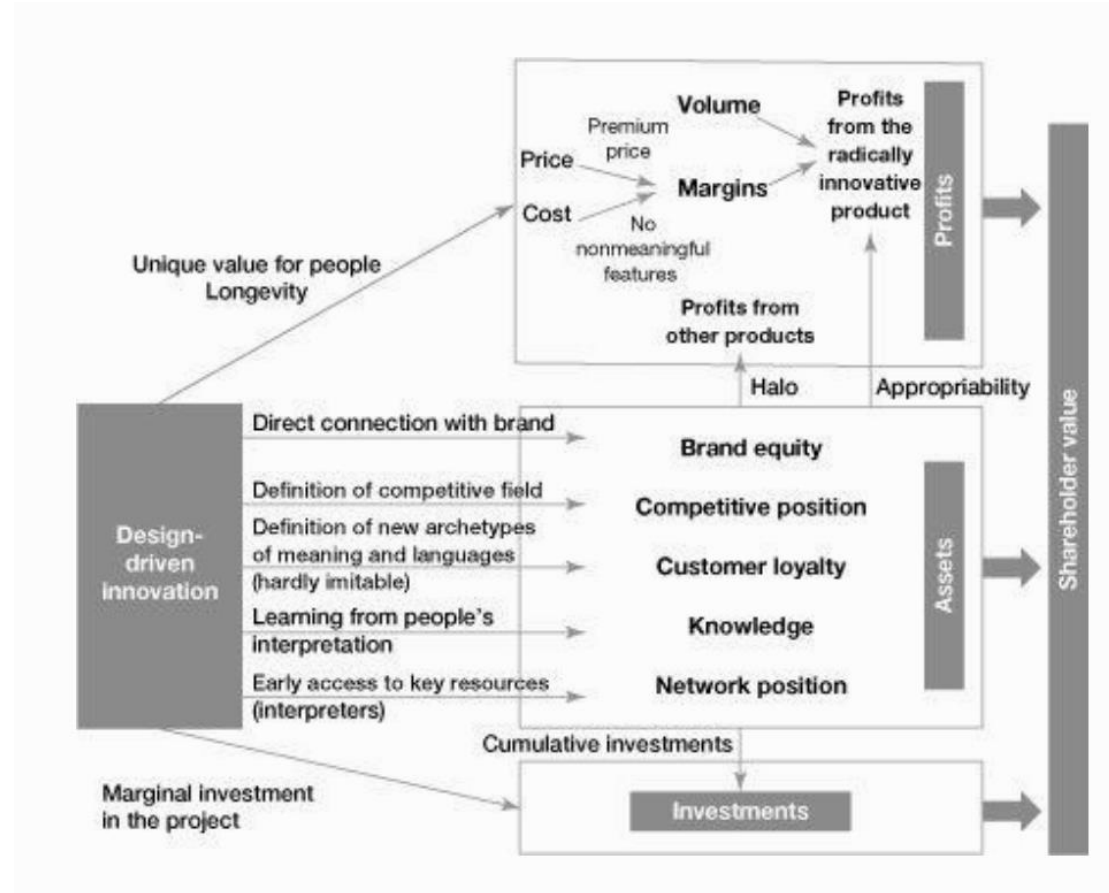 Volume
Profits
from the
radically
innovative
product
Premium
price
Price
Margins
Cost
No
nonmeaningful
features
Profits
Unique value for people
Longevity
Profits from
other products
Halo
Appropriability
Direct connection with brand
Brand equity
Definition of competitive field
Competitive position
Design-
driven
innovation
Definition of new archetypes
of meaning and languages
(hardly imitable)
Customer loyalty
Learning from people's
interpretation
Knowledge
Early access to key resources
(interpreters)
Network position
Assets
Shareholder value
Cumulative investments
Marginal investment
in the project
Investments